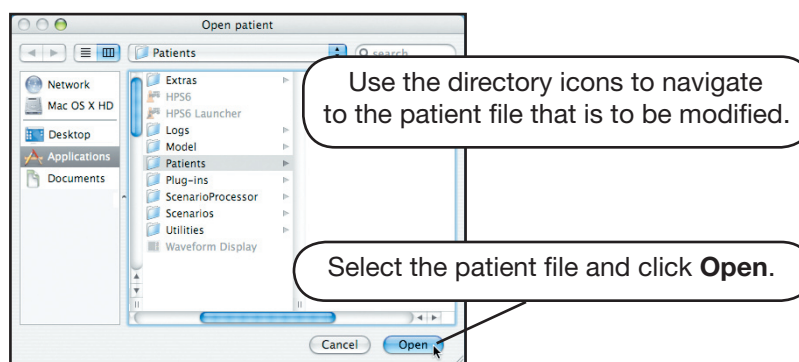 Open patient
Patients
search
Network
Mac OS X HD
Desktop
Applications
Documents
Extras
HPS6
HPS6 Launcher
Logs
Model
Patients
Plug-ins
ScenarioProcessor
Scenarios
Utilities
Waveform Display
Use the directory icons to navigate
to the patient file that is to be modified.
Select the patient file and click Open.
Cancel
Open